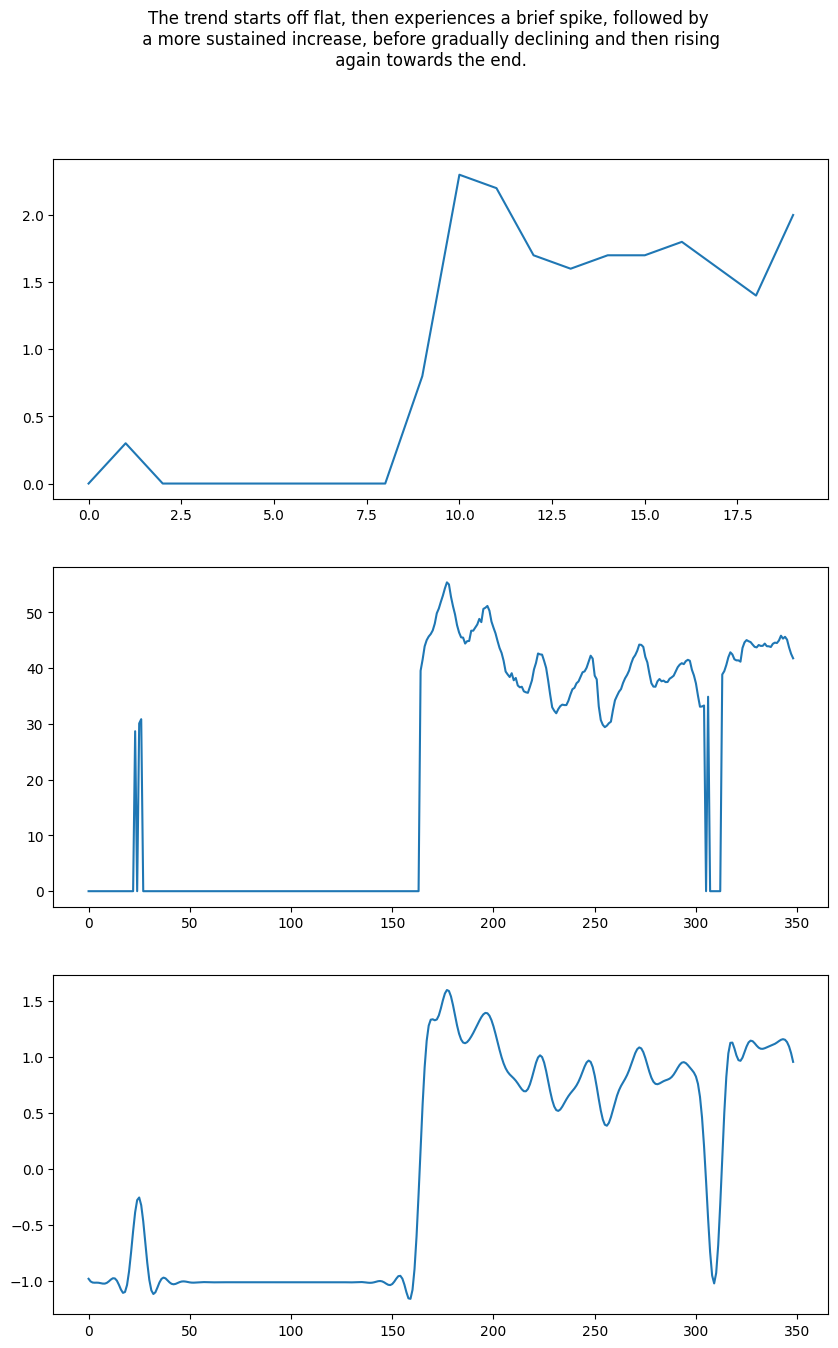 The trend starts off flat, then experiences a brief spike, followed by
a more sustained increase, before gradually declining and then rising
again towards the end.
2.0
1.5
1.0
0.5
0.0
0.0 2.5 5.0 7.5 10.0 12.5 15.0 17.5
50
40
30
20
10
0
0 50 100 150 200 250 300 350
1.5
1.0
0.5
0.0
−0.5
−1.0
0 50 100 150 200 250 300 350